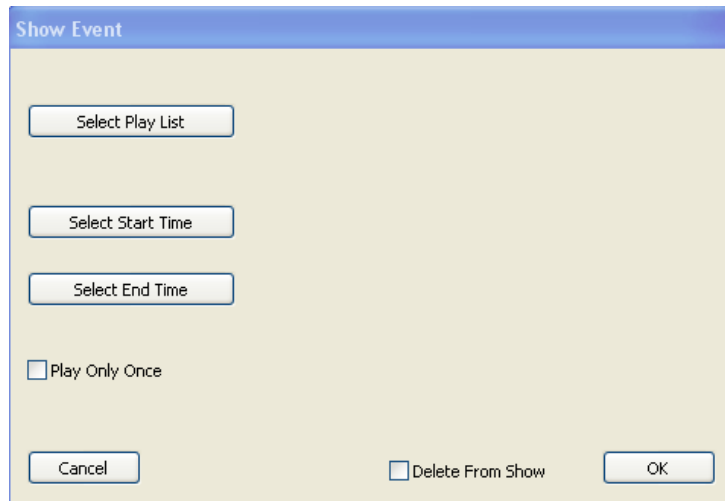 Show Event
Select Play List
Select Start Time
Select End Time
Play Only Once
Cancel
Delete From Show
OK